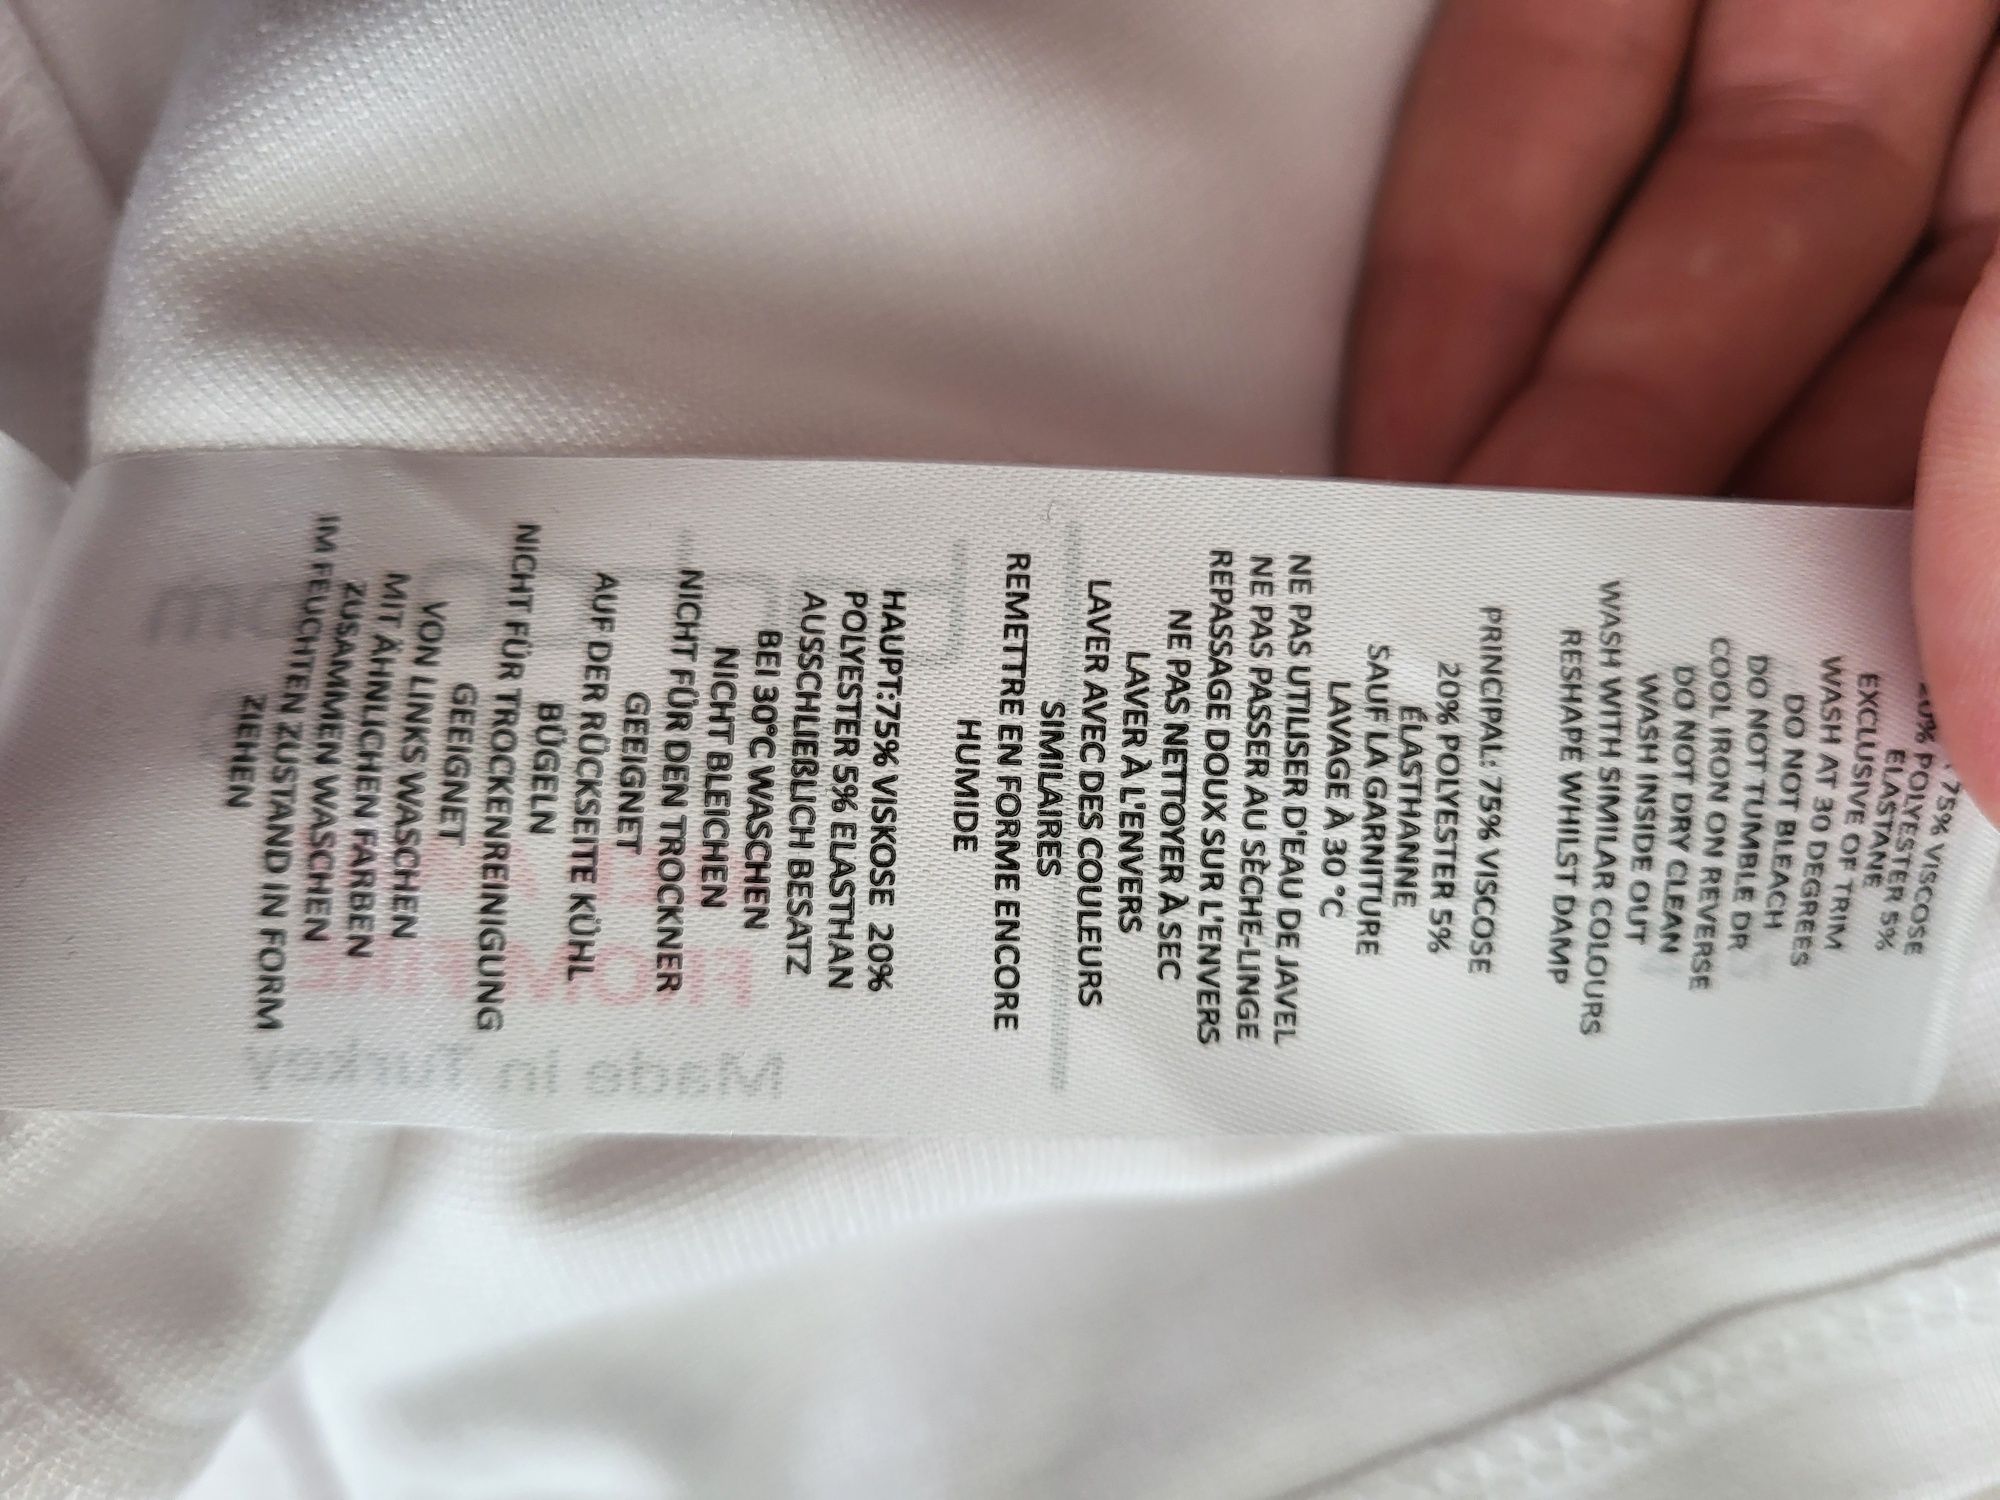 75% VISCOSE
20% POLYESTER 5%
ELASTANE
EXCLUSIVE OF TRIM
WASH AT 30 DEGREES
DO NOT BLEACH
DO NOT TUMBLE DR
COOL IRON ON REVERSE
DO NOT DRY CLEAN
WASH INSIDE OUT
WASH WITH SIMILAR COLOURS
RESHAPE WHILST DAMP
PRINCIPAL: 75% VISCOSE
20% POLYESTER 5%
ÉLASTHANNE
SAUF LA GARNITURE
LAVAGE À 30°C
NE PAS UTILISER D'EAU DE JAVEL
NE PAS PASSER AU SÈCHE-LINGE
REPASSAGE DOUX SUR L'ENVERS
NE PAS NETTOYER À SEC
LAVER À L'ENVERS
LAVER AVEC DES COULEURS
SIMILAIRES
REMETTRE EN FORME ENCORE
HUMIDE
HAUPT:75% VISKOSE 20%
POLYESTER 5% ELASTHAN
AUSSCHLIEßLICH BESATZ
BEI 30°C WASCHEN
NICHT BLEICHEN
NICHT FÜR DEN TROCKNER
GEEIGNET
AUF DER RÜCKSEITE KÜHL
BÜGELN
NICHT FÜR TROCKENREINIGUNG
GEEIGNET
VON LINKS WASCHEN
MIT ÄHNLICHEN FARBEN
ZUSAMMEN WASCHEN
IM FEUCHTEN ZUSTAND IN FORM
ZIEHEN
Made in Turkey